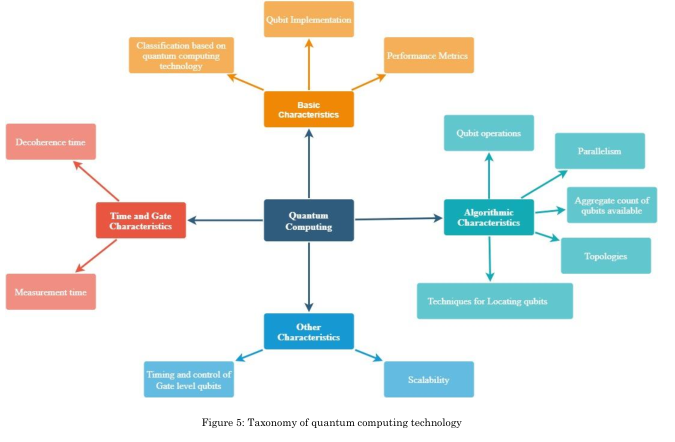 Qubit Implementation
Classification based on
quantum computing
technology
Performance Metrics
Basic
Characteristics
Decoherence time
Qubit operations
Parallelism
Aggregate count of
qubits available
Time and Gate
Characteristics
Quantum
Computing
Algorithmic
Characteristics
Topologies
Measurement time
Techniques for Locating qubits
Other
Characteristics
Timing and control of
Gate level qubits
Scalability
Figure 5: Taxonomy of quantum computing technology